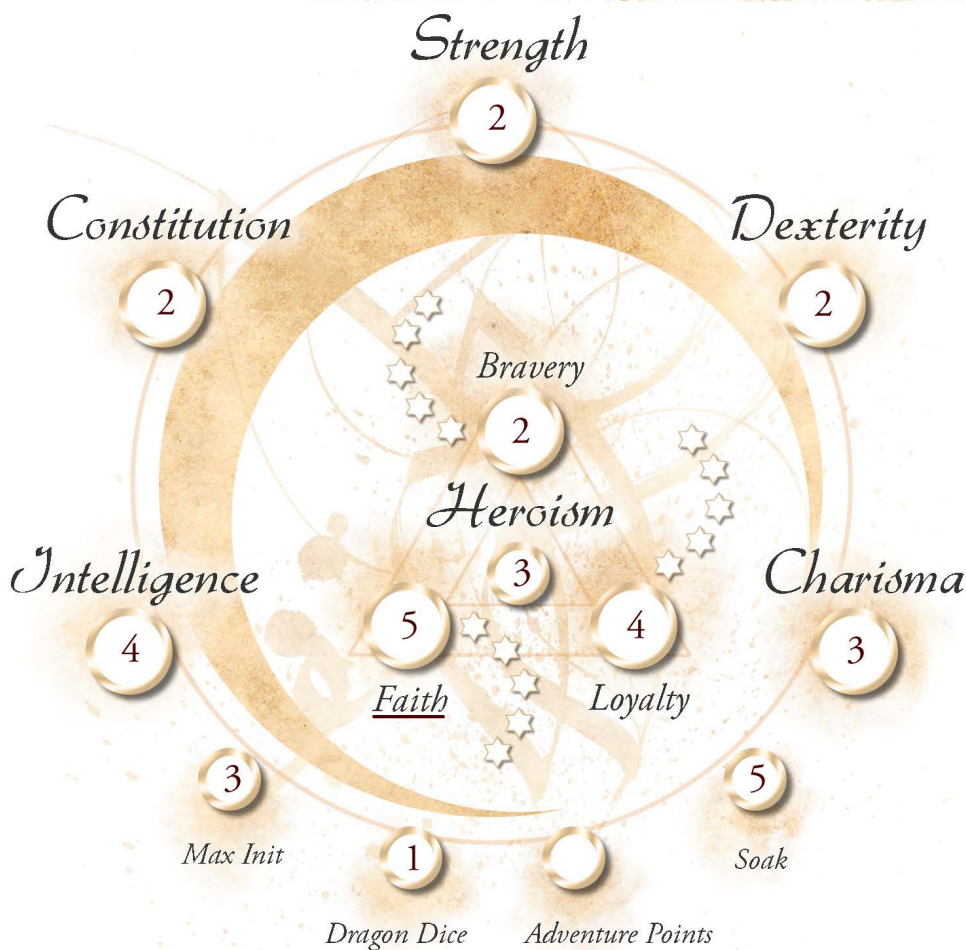 Strength
2
Constitution
Dexterity
2
2
Bravery
2
Heroism
3
Intelligence
Charisma
4
5
4
3
Faith
Loyalty
3
5
Max Init
Soak
1
Dragon Dice
Adventure Points